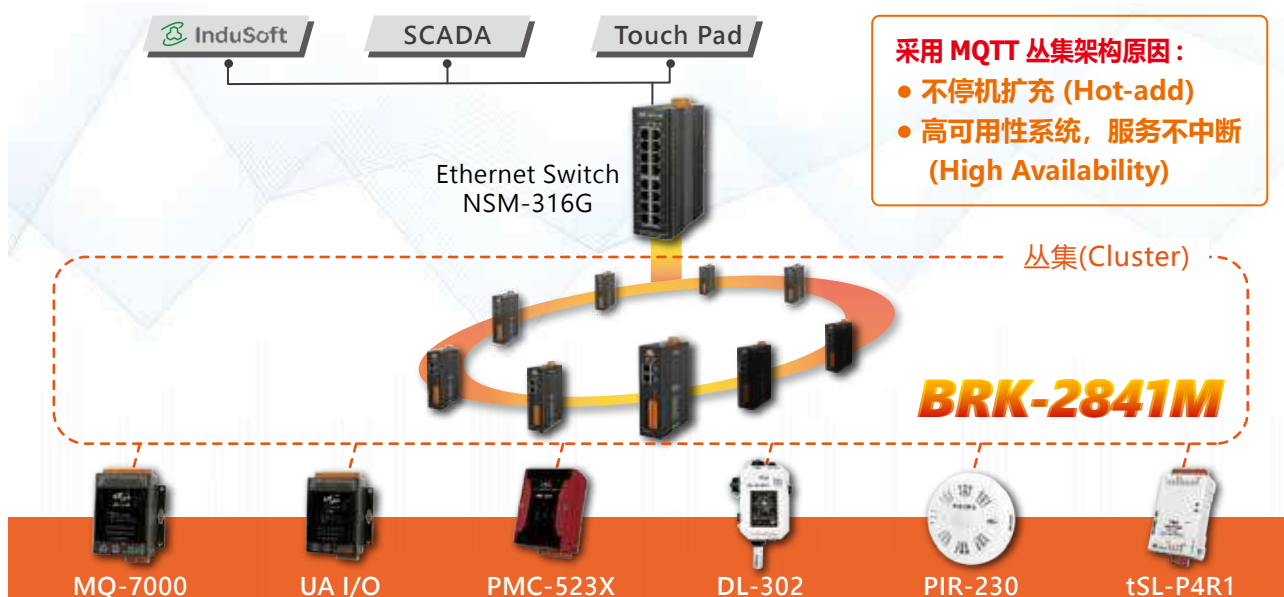 InduSoft
SCADA
Touch Pad
采用 MQTT 丛集架构原因：
● 不停机扩充 (Hot-add)
● 高可用性系统，服务不中断
(High Availability)
Ethernet Switch
NSM-316G
丛集(Cluster)
BRK-2841M
MQ-7000
UA I/O
PMC-523X
DL-302
PIR-230
tSL-P4R1